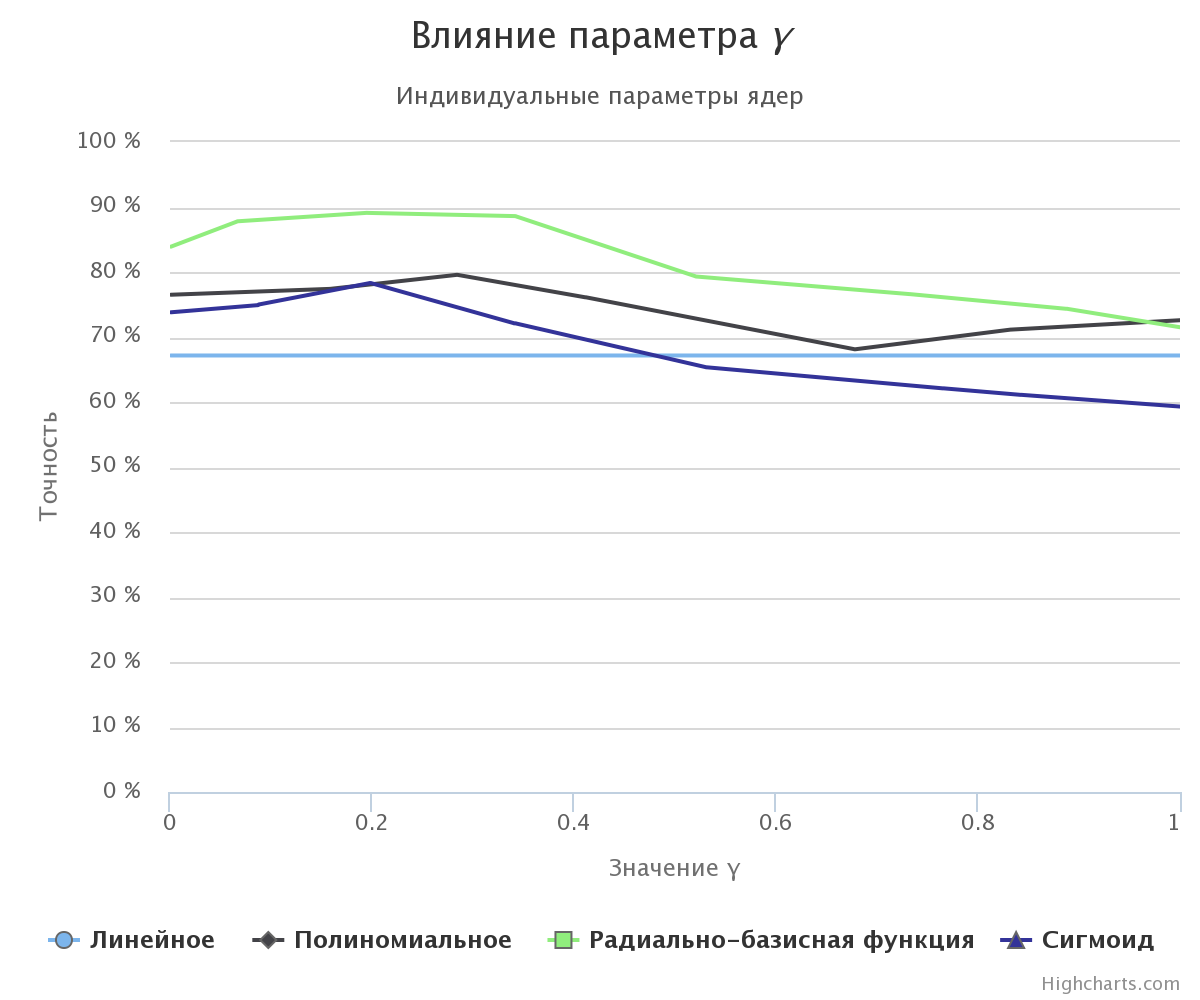 Влияние параметра γ
Индивидуальные параметры ядер
100 %
90 %
80 %
70 %
60 %
50 %
40 %
30 %
20 %
10 %
0 %
Точность
0 0.2 0.4 0.6 0.8 1
Значение γ
Линейное Полиномиальное Радиально-базисная функция Сигмоид
Highcharts.com